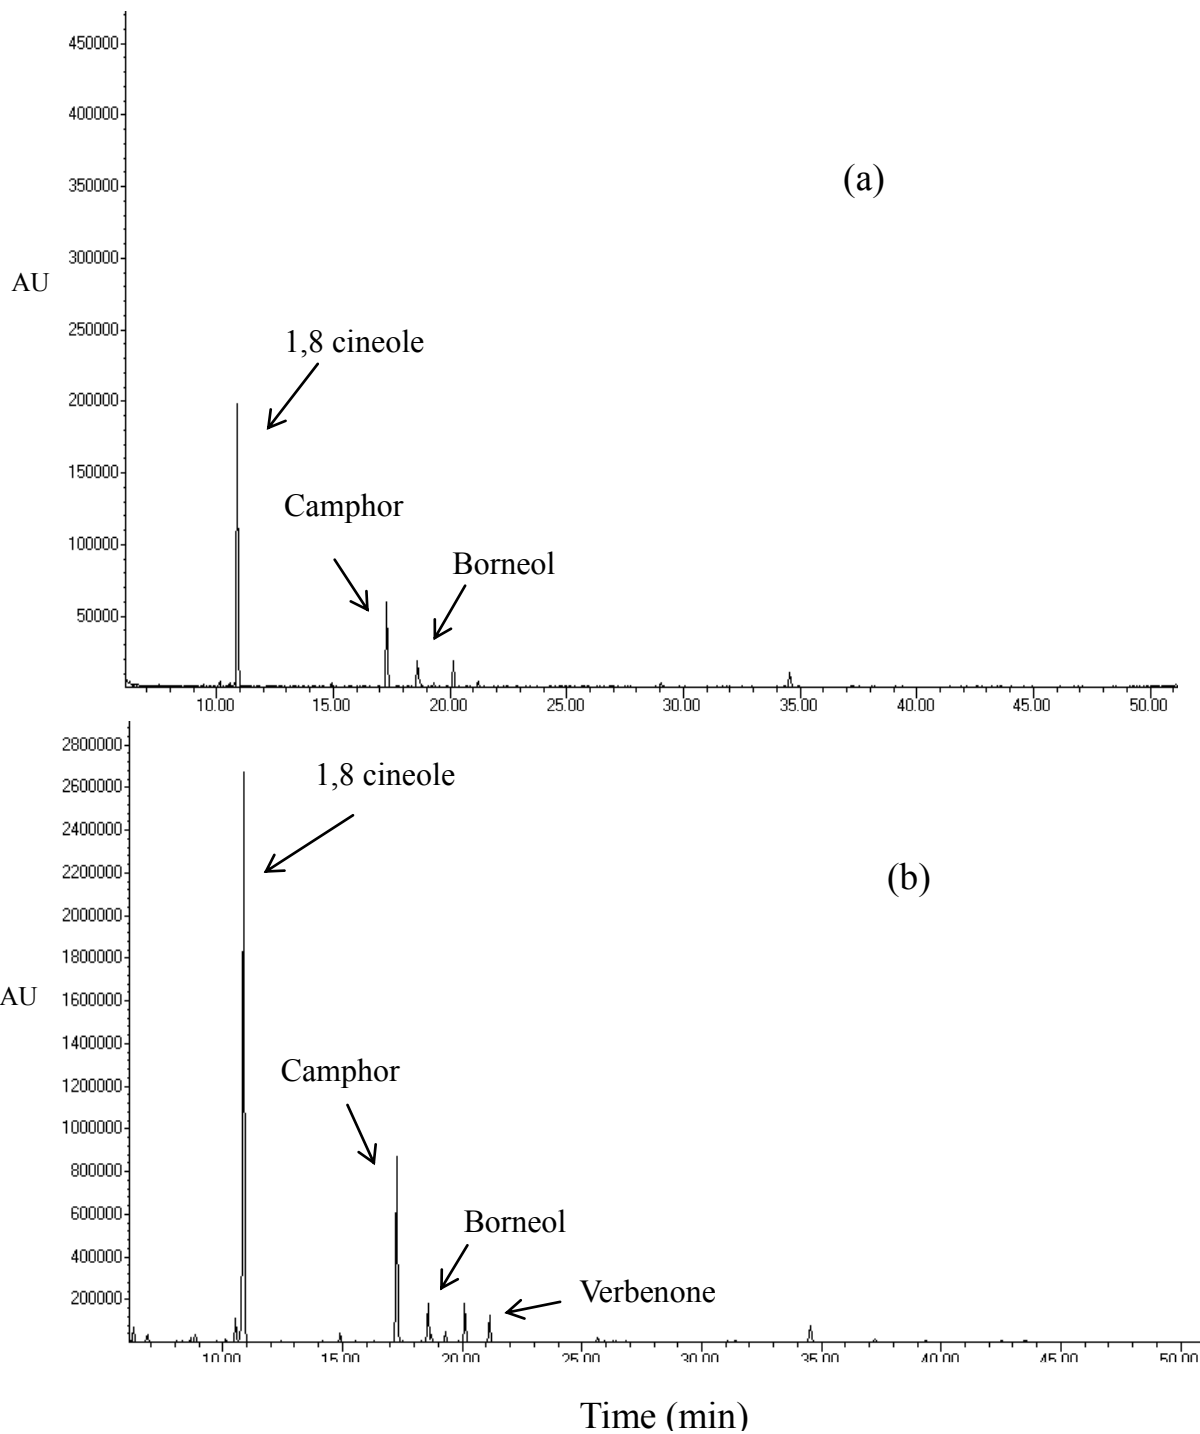 450000
400000
(a)
350000
300000
AU
250000
1,8 cineole
200000
150000
Camphor
100000
Borneol
50000
10.00 15.00 20.00 25.00 30.00 35.00 40.00 45.00 50.00
2800000
1,8 cineole
2600000
2400000
2200000
(b)
2000000
1800000
AU
1600000
1400000
Camphor
1200000
1000000
800000
600000
Borneol
400000
Verbenone
200000
10.00 15.00 20.00 25.00 30.00 35.00 40.00 45.00 50.00
Time (min)